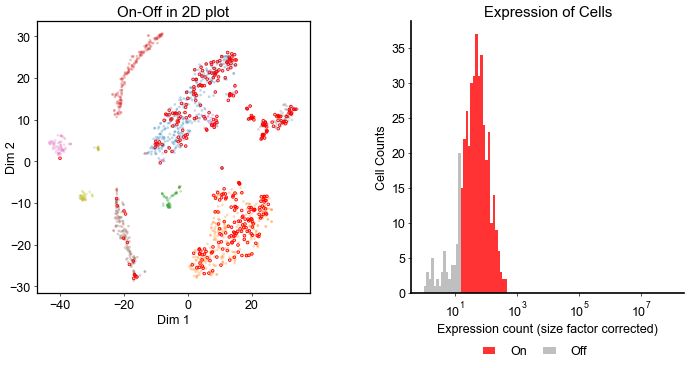 On-Off in 2D plot
30
20
10
0
−10
−20
−30
Dim 2
−40
−20
0
20
Dim 1
Expression of Cells
35
30
25
20
15
10
5
0
Cell Counts
10^1
10^3
10^5
10^7
Expression count (size factor corrected)
On
Off